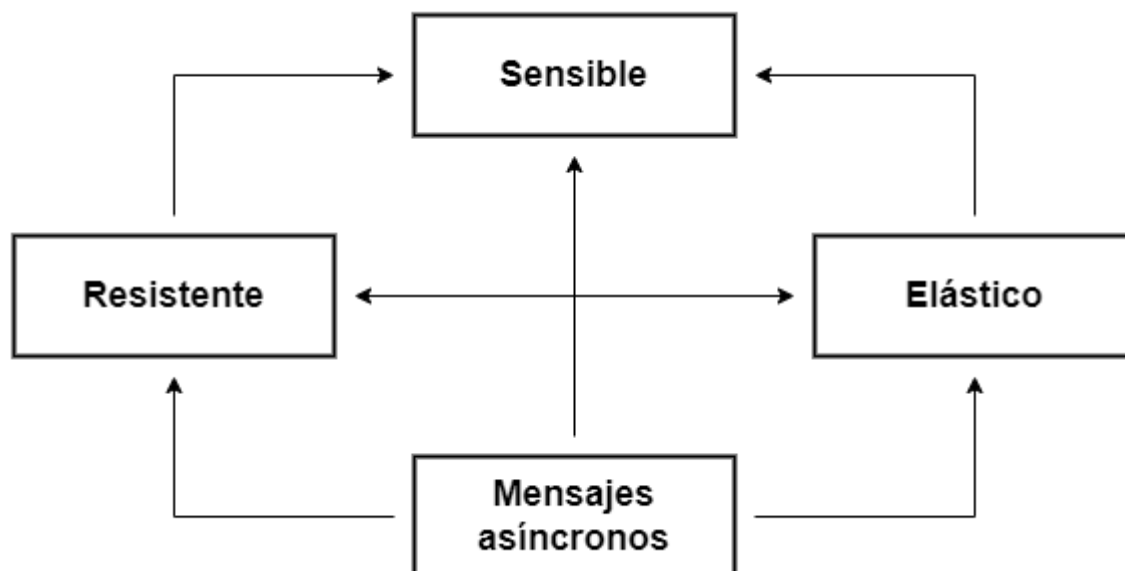 Sensible
Resistente
Elástico
Mensajes
asíncronos